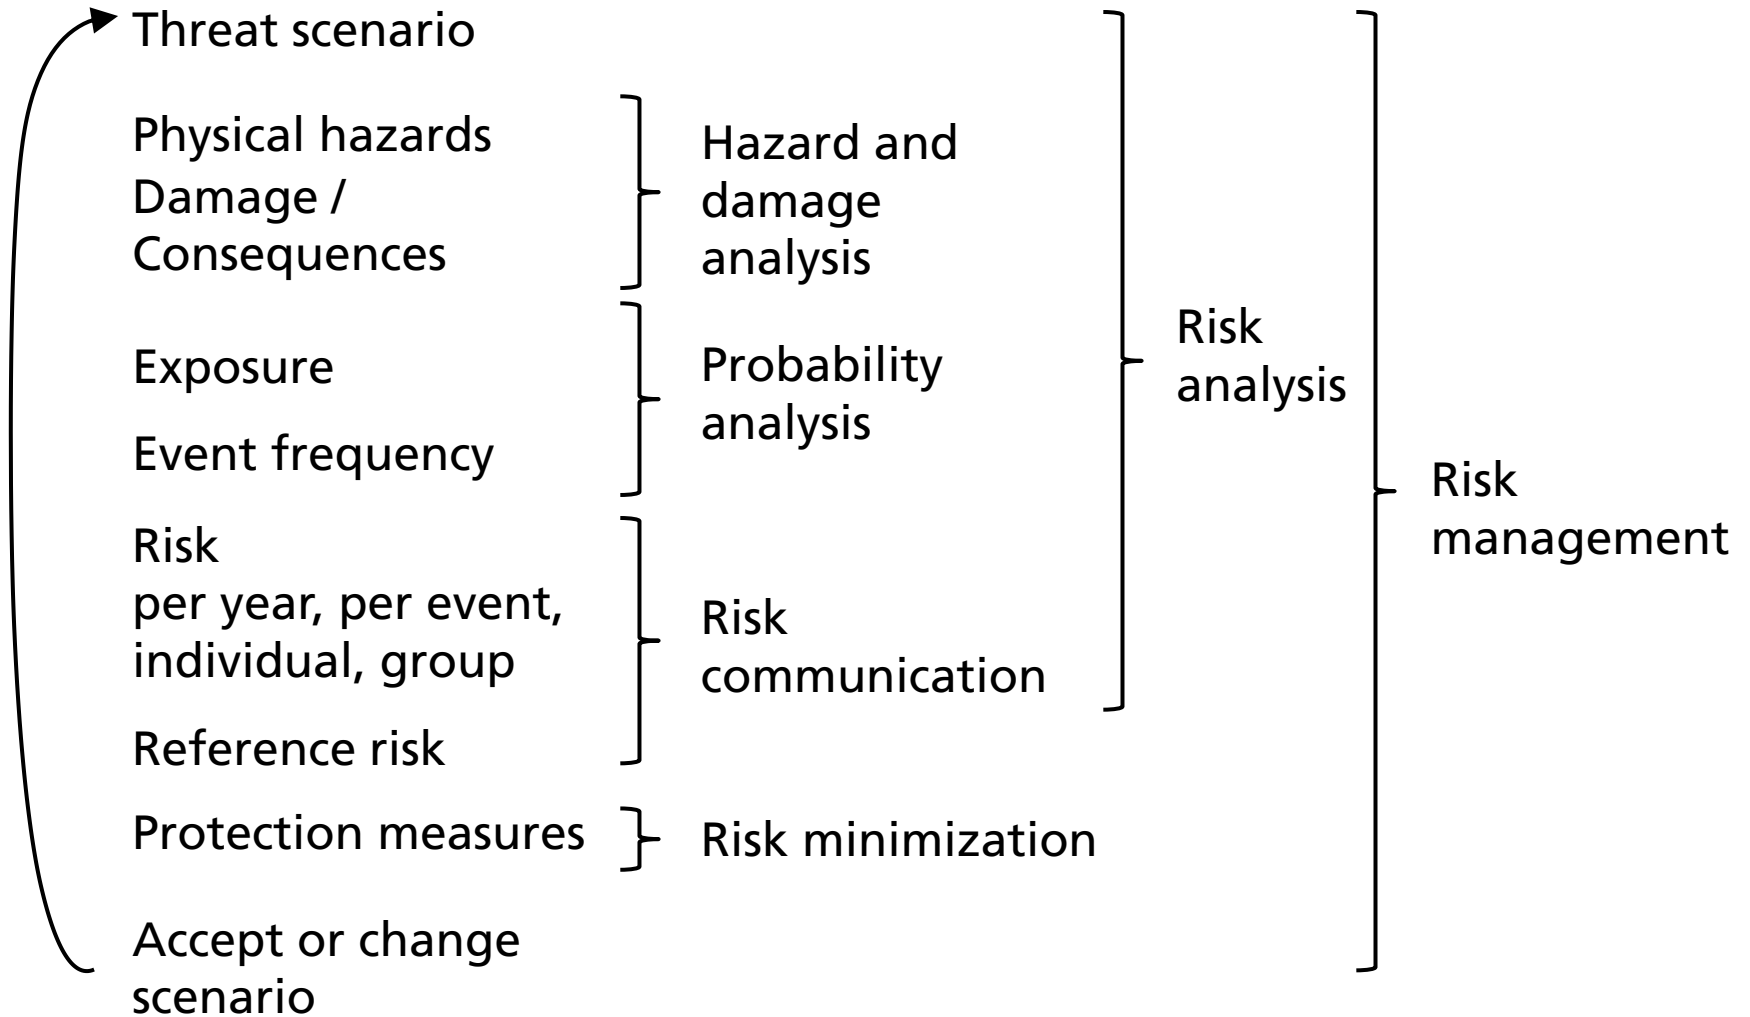 Threat scenario
Physical hazards
Damage /
Consequences
Exposure
Event frequency
Risk
per year, per event,
individual, group
Reference risk
Protection measures
Accept or change
scenario
Hazard and
damage
analysis
Probability
analysis
Risk
communication
Risk minimization
Risk
analysis
Risk
management